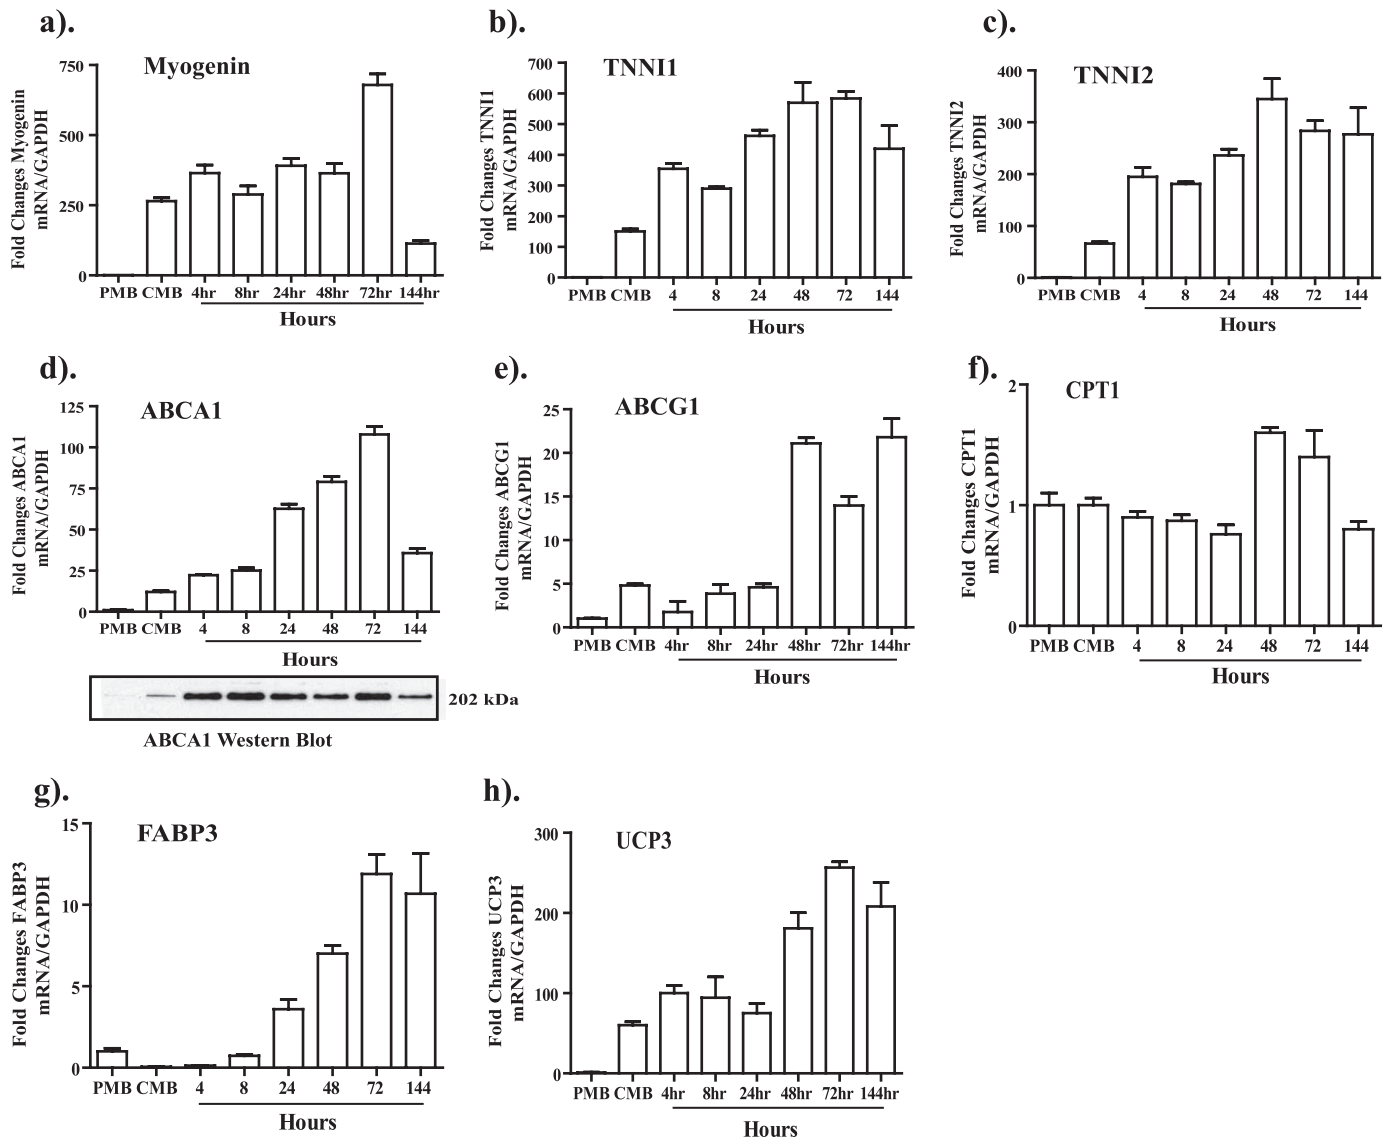 a).
Myogenin
Fold Changes Myogenin
mRNA/GAPDH
750
500
250
0
PMB CMB 4hr 8hr 24hr 48hr 72hr 144hr
Hours
b).
TNNI1
Fold Changes TNNI1
mRNA/GAPDH
700
600
500
400
300
200
100
0
PMB CMB 4 8 24 48 72 144
Hours
c).
TNNI2
Fold Changes TNNI2
mRNA/GAPDH
400
300
200
100
0
PMB CMB 4 8 24 48 72 144
Hours
d).
ABCA1
Fold Changes ABCA1
mRNA/GAPDH
125
100
75
50
25
0
PMB CMB 4 8 24 48 72 144
Hours
202 kDa
ABCA1 Western Blot
e).
ABCG1
Fold Changes ABCG1
mRNA/GAPDH
25
20
15
10
5
0
PMB CMB 4hr 8hr 24hr 48hr 72hr 144hr
Hours
f).
CPT1
Fold Changes CPT1
mRNA/GAPDH
2
1
0
PMB CMB 4 8 24 48 72 144
Hours
g).
FABP3
Fold Changes FABP3
mRNA/GAPDH
15
10
5
0
PMB CMB 4 8 24 48 72 144
Hours
h).
UCP3
Fold Changes UCP3
mRNA/GAPDH
300
200
100
0
PMB CMB 4hr 8hr 24hr 48hr 72hr 144hr
Hours